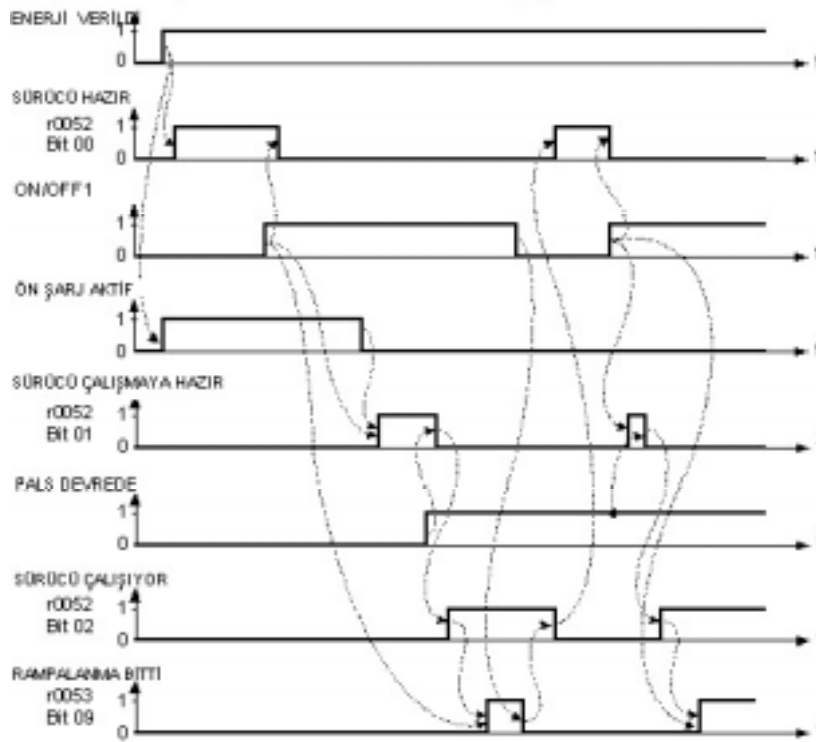 ENERJİ VERİLDİ
1
0
t
SÜRÜCÜ HAZIR
r0052
Bit 00
1
0
t
ON/OFF1
1
0
t
ÖN ŞARJ AKTİF
1
0
t
SÜRÜCÜ ÇALIŞMAYA HAZIR
r0052
Bit 01
1
0
PALS DEVREDE
1
0
SÜRÜCÜ ÇALIŞIYOR
r0052
Bit 02
1
0
RAMPALANMA BİTTİ
r0053
Bit 09
1
0